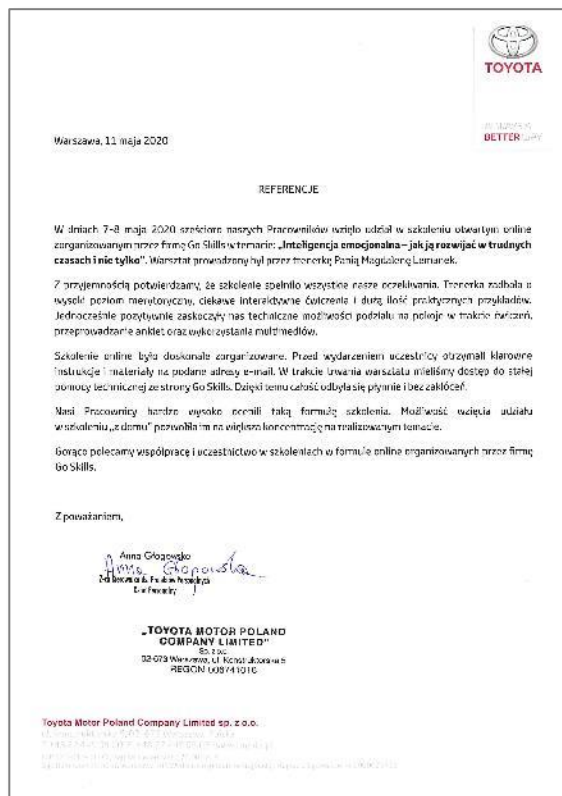 TOYOTA
BETTER
Warszawa, 11 maja 2020
REFERENCJE
W dniach 7-8 maja 2020 sześcioro naszych Pracowników wzięło udział w szkoleniu otwartym online
zorganizowanym przez firmę Go Skills w temacie: „Inteligencja emocjonalna – jak ją rozwijać w trudnych
czasach i nie tylko”. Warsztat prowadzony był przez trenerkę Panią Magdalenę Lemanek.
Z przyjemnością potwierdzamy, że szkolenie spełniło wszystkie nasze oczekiwania. Trenerka zadbała o
wysoki poziom merytoryczny, ciekawe interaktywne ćwiczenia i dużą ilość praktycznych przykładów.
Jednocześnie pozytywnie zaskoczyły nas techniczne możliwości podziału na pokoje w trakcie ćwiczeń,
przeprowadzanie ankiet oraz wykorzystania multimediów.
Szkolenie online było doskonale zorganizowane. Przed wydarzeniem uczestnicy otrzymali klarowne
instrukcje i materiały na podane adresy e-mail. W trakcie trwania warsztatu mieliśmy dostęp do stałej
pomocy technicznej ze strony Go Skills. Dzięki temu całość odbyła się płynnie i bez zakłóceń.
Nasi Pracownicy bardzo wysoko ocenili taką formułę szkolenia. Możliwość wzięcia udziału
w szkoleniu „z domu” pozwoliła im na większa koncentrację na realizowanym temacie.
Gorąco polecamy współpracę i uczestnictwo w szkoleniach w formule online organizowanych przez firmę
Go Skills.
Z poważaniem,
Anna Głogowska
Anna Głogowska
„TOYOTA MOTOR POLAND
COMPANY LIMITED”
Sp. z o.o.
02-673 Warszawa, ul. Konstruktorska 5
REGON
Toyota Motor Poland Company Limited sp. z o.o.